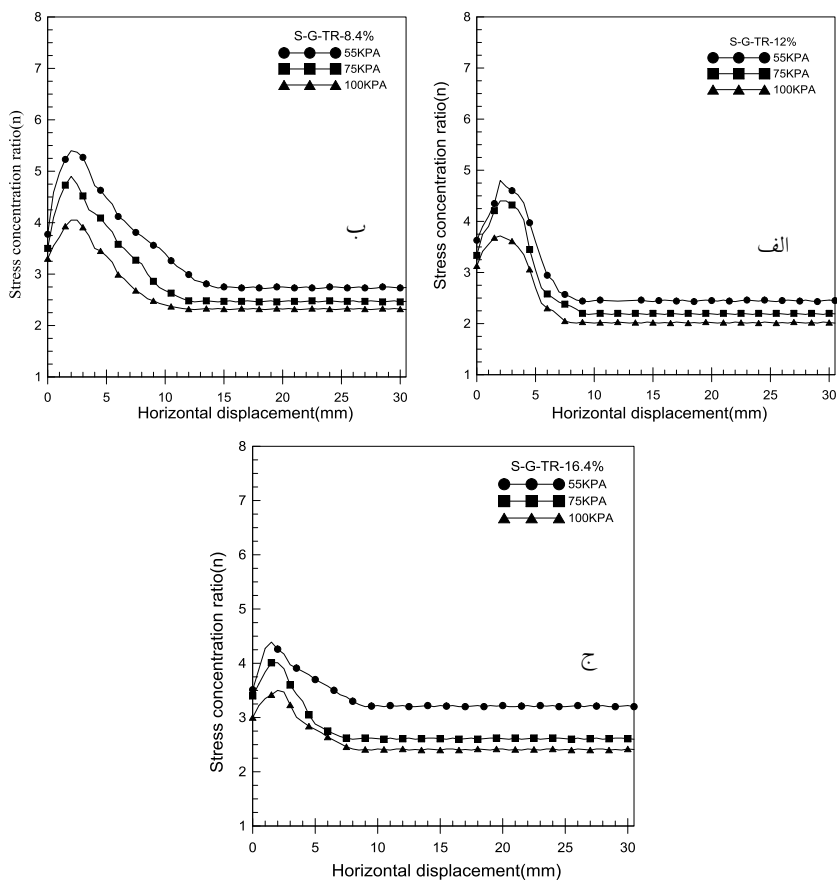 S-G-TR-8.4%
55KPA
75KPA
100KPA
8
7
6
5
4
3
2
1
Stress concentration ratio(n)
ب
0 5 10 15 20 25 30
Horizontal displacement(mm)
S-G-TR-12%
55KPA
75KPA
100KPA
8
7
6
5
4
3
2
1
Stress concentration ratio(n)
الف
0 5 10 15 20 25 30
Horizontal displacement(mm)
S-G-TR-16.4%
55KPA
75KPA
100KPA
8
7
6
5
4
3
2
1
Stress concentration ratio(n)
ج
0 5 10 15 20 25 30
Horizontal displacement(mm)